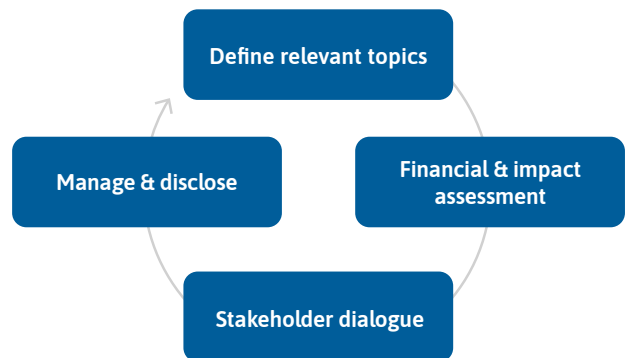 Define relevant topics
Financial & impact
assessment
Stakeholder dialogue
Manage & disclose